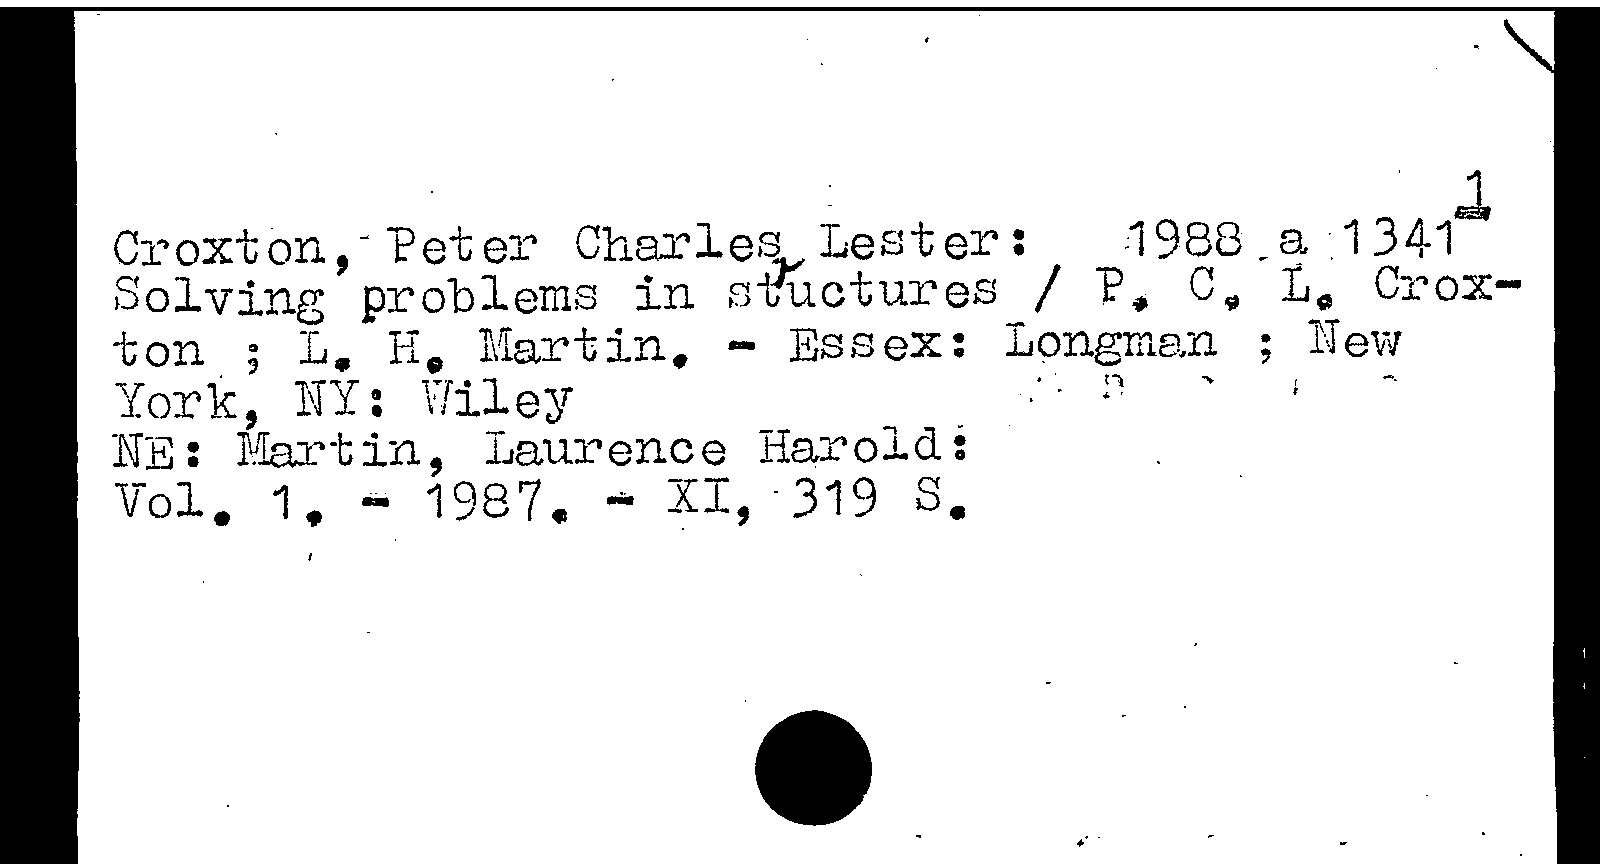 Croxton, Peter Charles Lester: 1988 a 1341 1
Solving problems in structures / P. C. L. Crox-
ton ; L. H. Martin. - Essex: Longman ; New
York, NY: Wiley
NE: Martin, Laurence Harold:
Vol. 1. - 1987. - XI, 319 S.